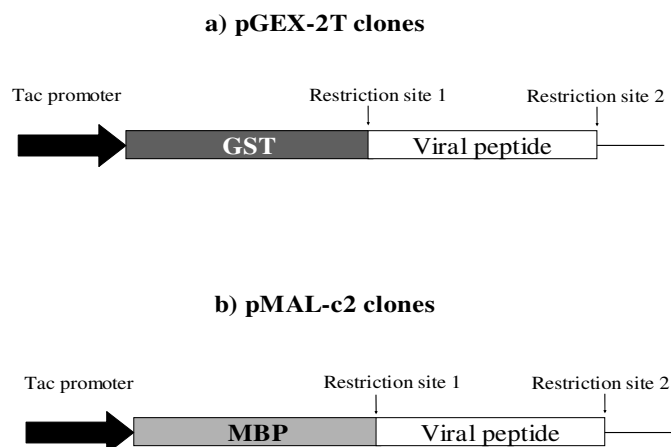 a) pGEX-2T clones
Tac promoter
Restriction site 1
Restriction site 2
GST
Viral peptide
b) pMAL-c2 clones
Tac promoter
Restriction site 1
Restriction site 2
MBP
Viral peptide